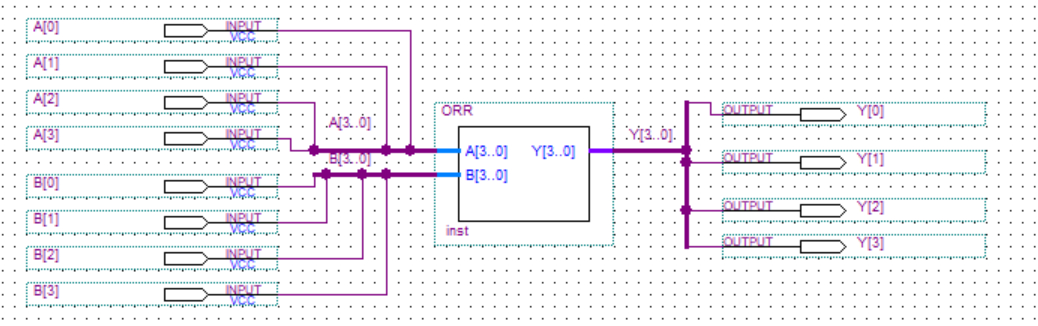 A[0] INPUT
VCC
A[1] INPUT
VCC
A[2] INPUT
VCC
A[3] INPUT
VCC
B[0] INPUT
VCC
B[1] INPUT
VCC
B[2] INPUT
VCC
B[3] INPUT
VCC
A[3..0]
B[3..0]
ORR
A[3..0] Y[3..0]
B[3..0]
inst
Y[3..0]
OUTPUT Y[0]
OUTPUT Y[1]
OUTPUT Y[2]
OUTPUT Y[3]